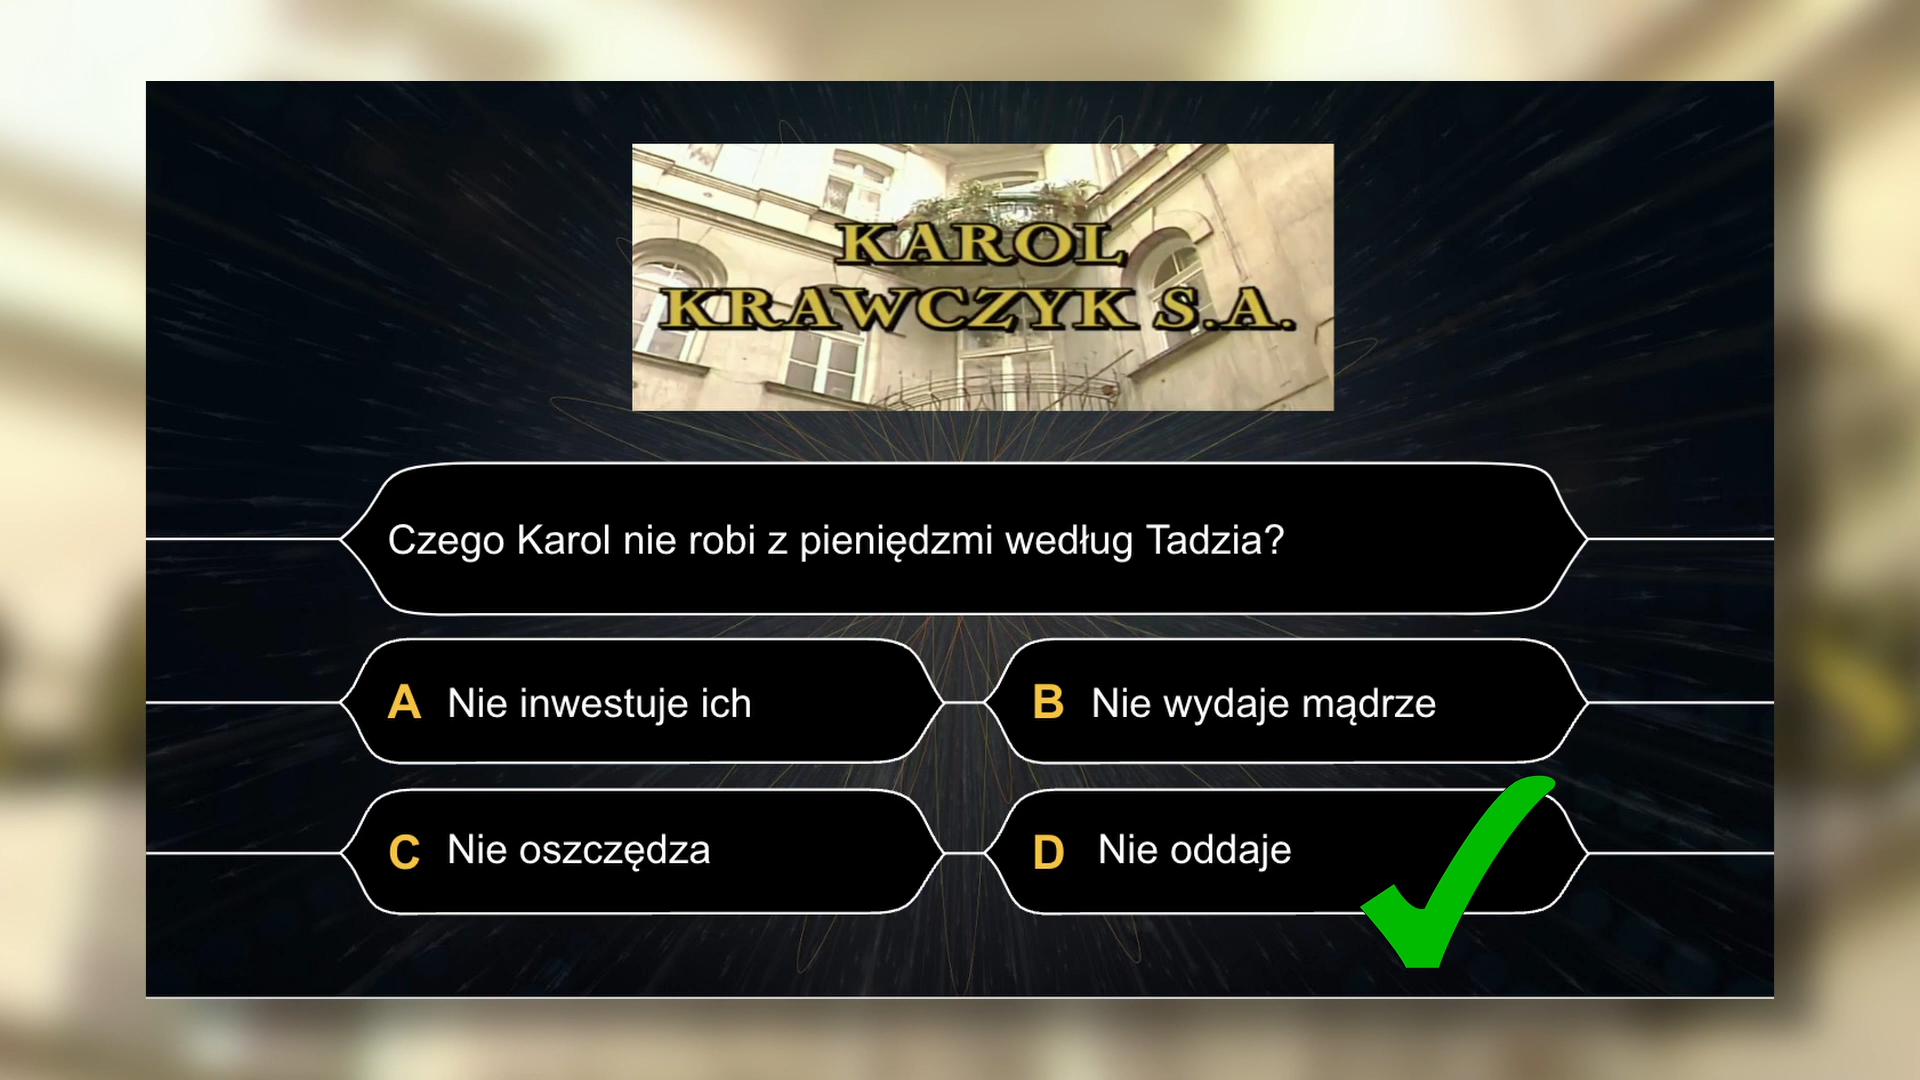 KAROL
KRAWCZYK S.A.
Czego Karol nie robi z pieniędzmi według Tadzia?
A Nie inwestuje ich
B Nie wydaje mądrze
C Nie oszczędza
D Nie oddaje